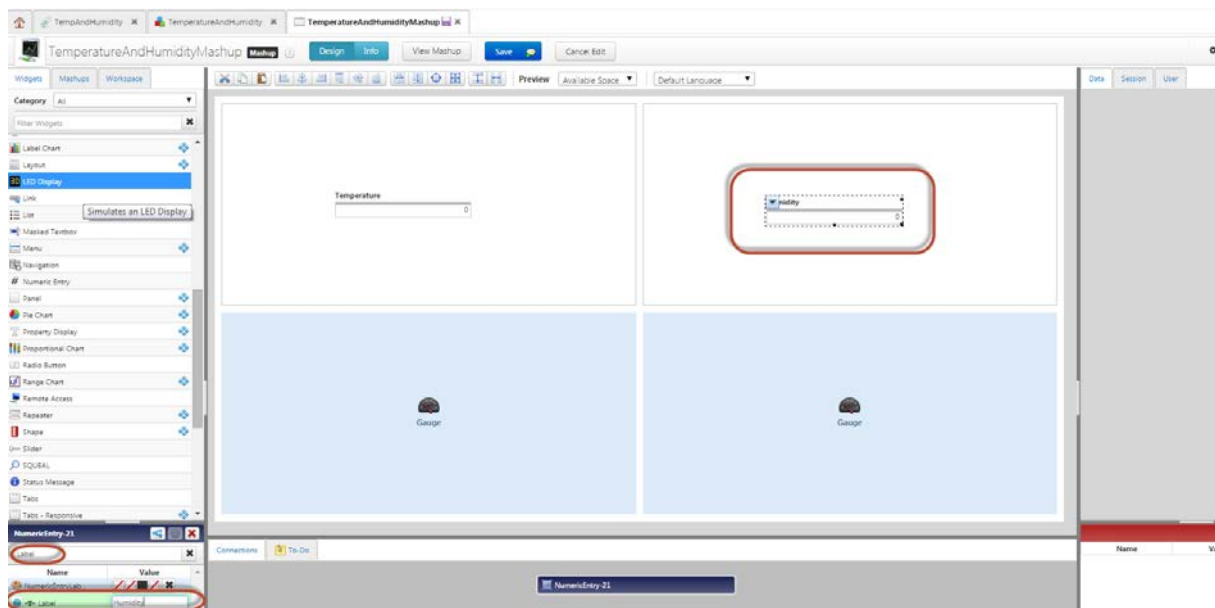 TempAndHumidity
TemperatureAndHumidity
TemperatureAndHumidityMashup
TemperatureAndHumidityMashup Mashup Design Info View Mashup Save Cancel Edit
Widgets Mashups Workspace
Preview Available Space Default Language
Data Session User
Category All
Filter Widgets
Label Chart
Layout
LED Display
Link
Simulates an LED Display
List
Masked Textbox
Menu
Navigation
Numeric Entry
Panel
Pie Chart
Property Display
Proportional Chart
Radio Button
Range Chart
Remote Access
Repeater
Shape
Slider
SQUEAL
Status Message
Tabs
Tabs - Responsive
Temperature
0
midity
0
Gauge
Gauge
NumericEntry-21
Label
Name Value
NumericEntryLab
Label Humidity
Connections To-Do
NumericEntry-21
Name